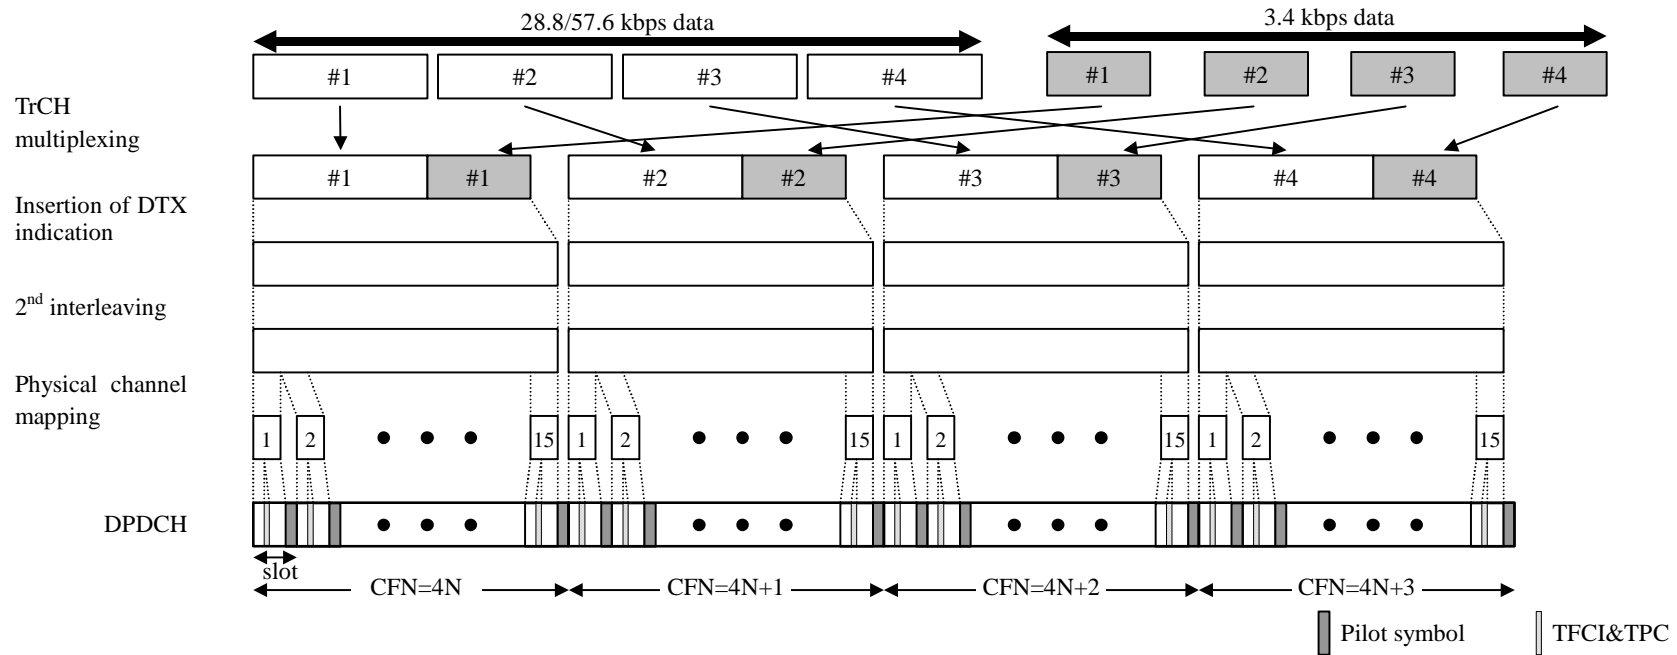 28.8/57.6 kbps data 3.4 kbps data
#1 #2 #3 #4 #1 #2 #3 #4
TrCH
multiplexing
#1 #1 #2 #2 #3 #3 #4 #4
Insertion of DTX
indication
2nd interleaving
Physical channel
mapping
1 2 15 1 2 15 1 2 15 1 2 15
DPDCH
slot
CFN=4N CFN=4N+1 CFN=4N+2 CFN=4N+3
Pilot symbol TFCI&TPC